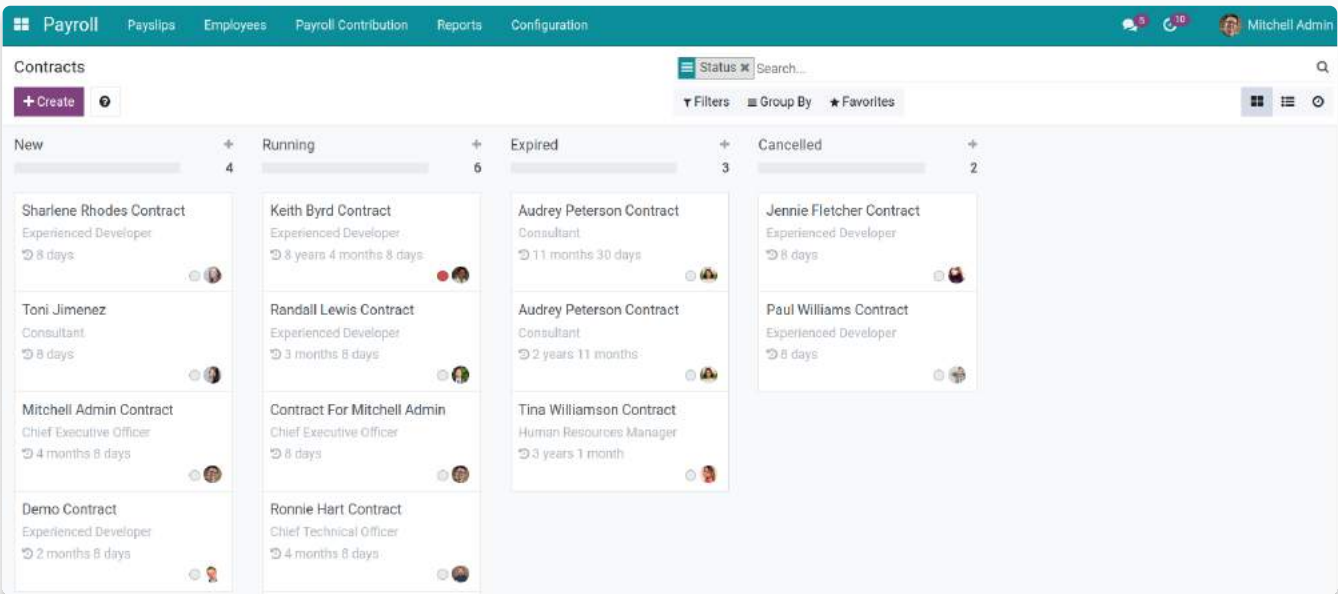 Payroll Payslips Employees Payroll Contribution Reports Configuration 5 10 Mitchell Admin
Contracts
Status Search...
Create
Filters Group By Favorites
New
4
Sharlene Rhodes Contract
Experienced Developer
8 days
Toni Jimenez
Consultant
8 days
Mitchell Admin Contract
Chief Executive Officer
4 months 8 days
Demo Contract
Experienced Developer
2 months 8 days
Running
6
Keith Byrd Contract
Experienced Developer
8 years 4 months 8 days
Randall Lewis Contract
Experienced Developer
3 months 8 days
Contract For Mitchell Admin
Chief Executive Officer
8 days
Ronnie Hart Contract
Chief Technical Officer
4 months 8 days
Expired
3
Audrey Peterson Contract
Consultant
11 months 30 days
Audrey Peterson Contract
Consultant
2 years 11 months
Tina Williamson Contract
Human Resources Manager
3 years 1 month
Cancelled
2
Jennie Fletcher Contract
Experienced Developer
8 days
Paul Williams Contract
Experienced Developer
8 days